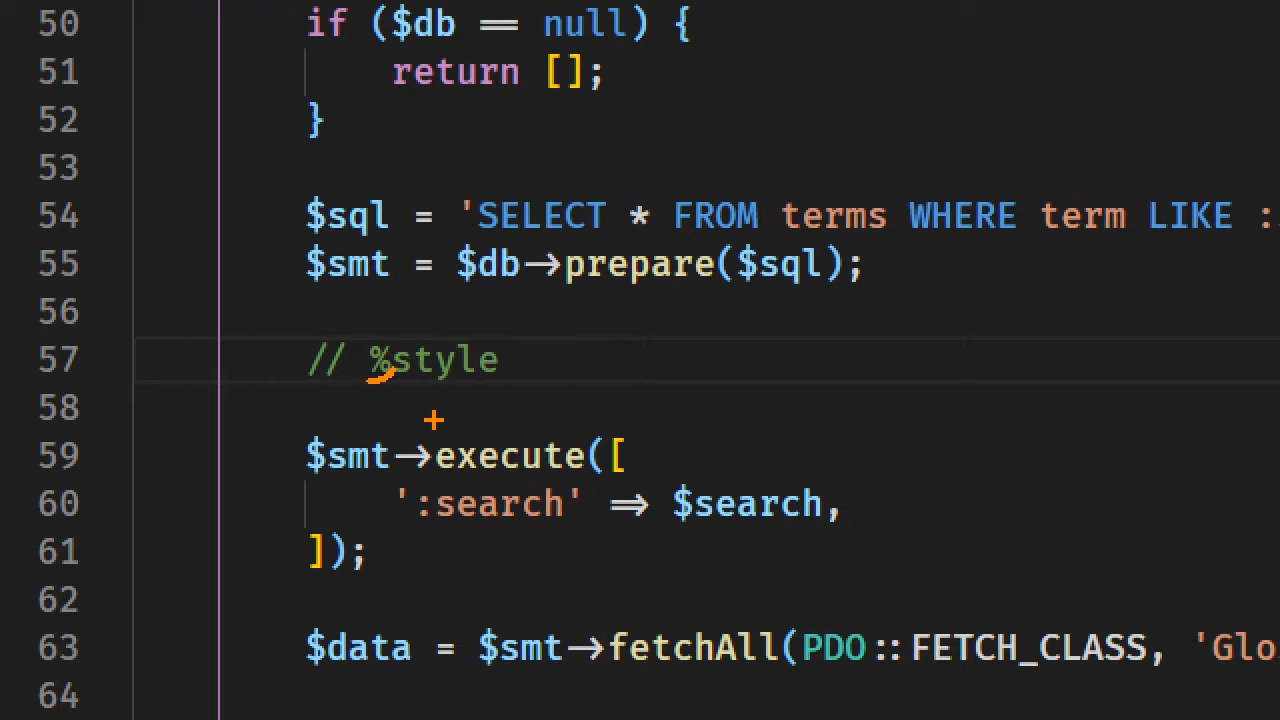 50 if ($db == null) {
51 return [];
52 }
53
54 $sql = 'SELECT * FROM terms WHERE term LIKE :
55 $smt = $db->prepare($sql);
56
57 // %style
58
59 $smt->execute([
60 ':search' => $search,
61 ]);
62
63 $data = $smt->fetchAll(PDO::FETCH_CLASS, 'Glo
64